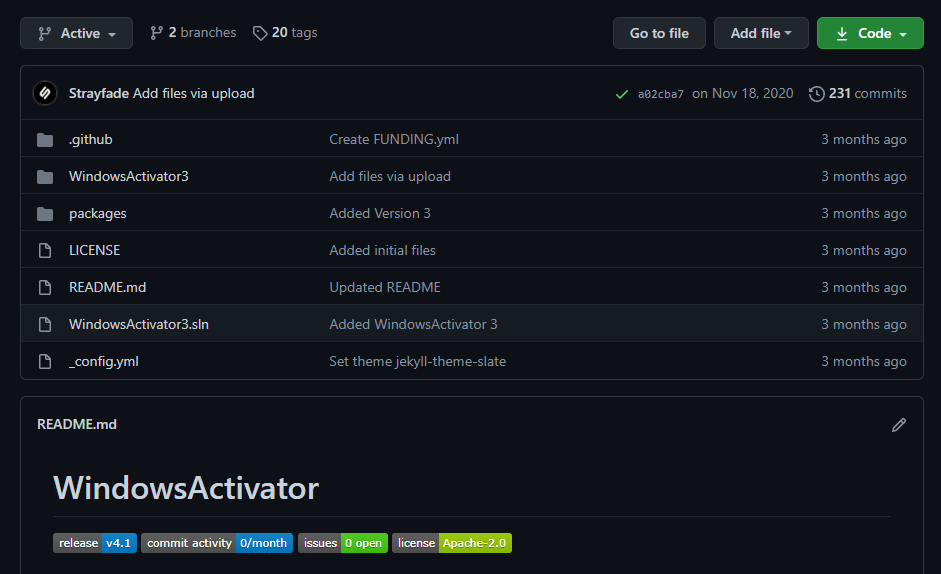 Active 2 branches 20 tags Go to file Add file Code
Strayfade Add files via upload a02cba7 on Nov 18, 2020 231 commits
.github Create FUNDING.yml 3 months ago
WindowsActivator3 Add files via upload 3 months ago
packages Added Version 3 3 months ago
LICENSE Added initial files 3 months ago
README.md Updated README 3 months ago
WindowsActivator3.sln Added WindowsActivator 3 3 months ago
_config.yml Set theme jekyll-theme-slate 3 months ago
README.md
WindowsActivator
release v4.1 commit activity 0/month issues 0 open license Apache-2.0